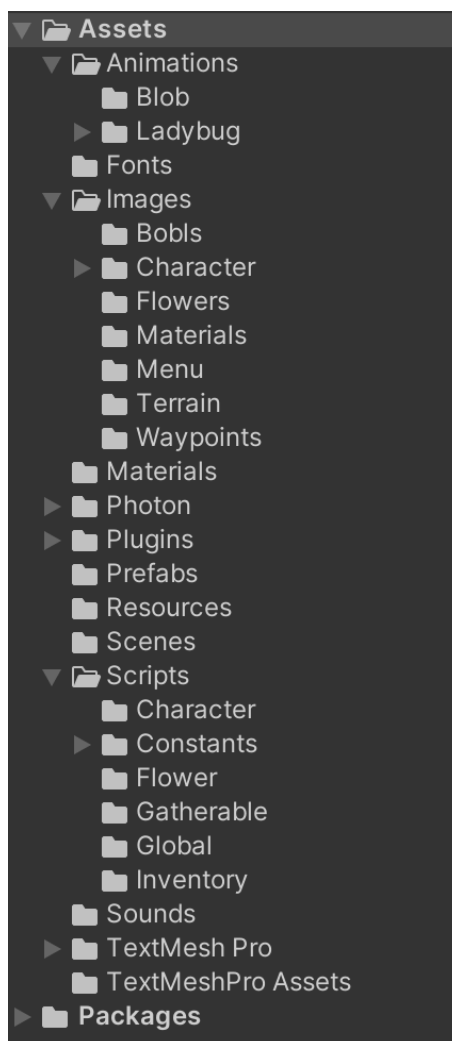 Assets
Animations
Blob
Ladybug
Fonts
Images
Bobls
Character
Flowers
Materials
Menu
Terrain
Waypoints
Materials
Photon
Plugins
Prefabs
Resources
Scenes
Scripts
Character
Constants
Flower
Gatherable
Global
Inventory
Sounds
TextMesh Pro
TextMeshPro Assets
Packages